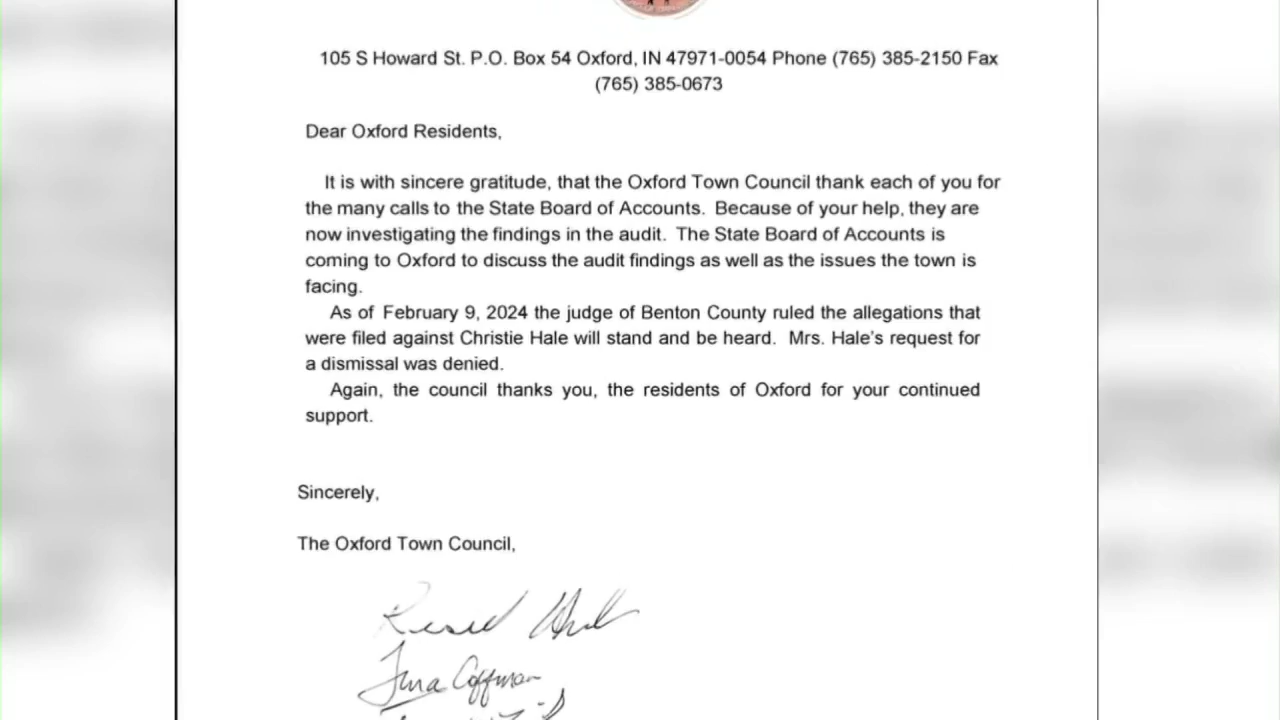 105 S Howard St. P.O. Box 54 Oxford, IN 47971-0054 Phone (765) 385-2150 Fax
(765) 385-0673
Dear Oxford Residents,
It is with sincere gratitude, that the Oxford Town Council thank each of you for
the many calls to the State Board of Accounts. Because of your help, they are
now investigating the findings in the audit. The State Board of Accounts is
coming to Oxford to discuss the audit findings as well as the issues the town is
facing.
As of February 9, 2024 the judge of Benton County ruled the allegations that
were filed against Christie Hale will stand and be heard. Mrs. Hale's request for
a dismissal was denied.
Again, the council thanks you, the residents of Oxford for your continued
support.
Sincerely,
The Oxford Town Council,
Coffman